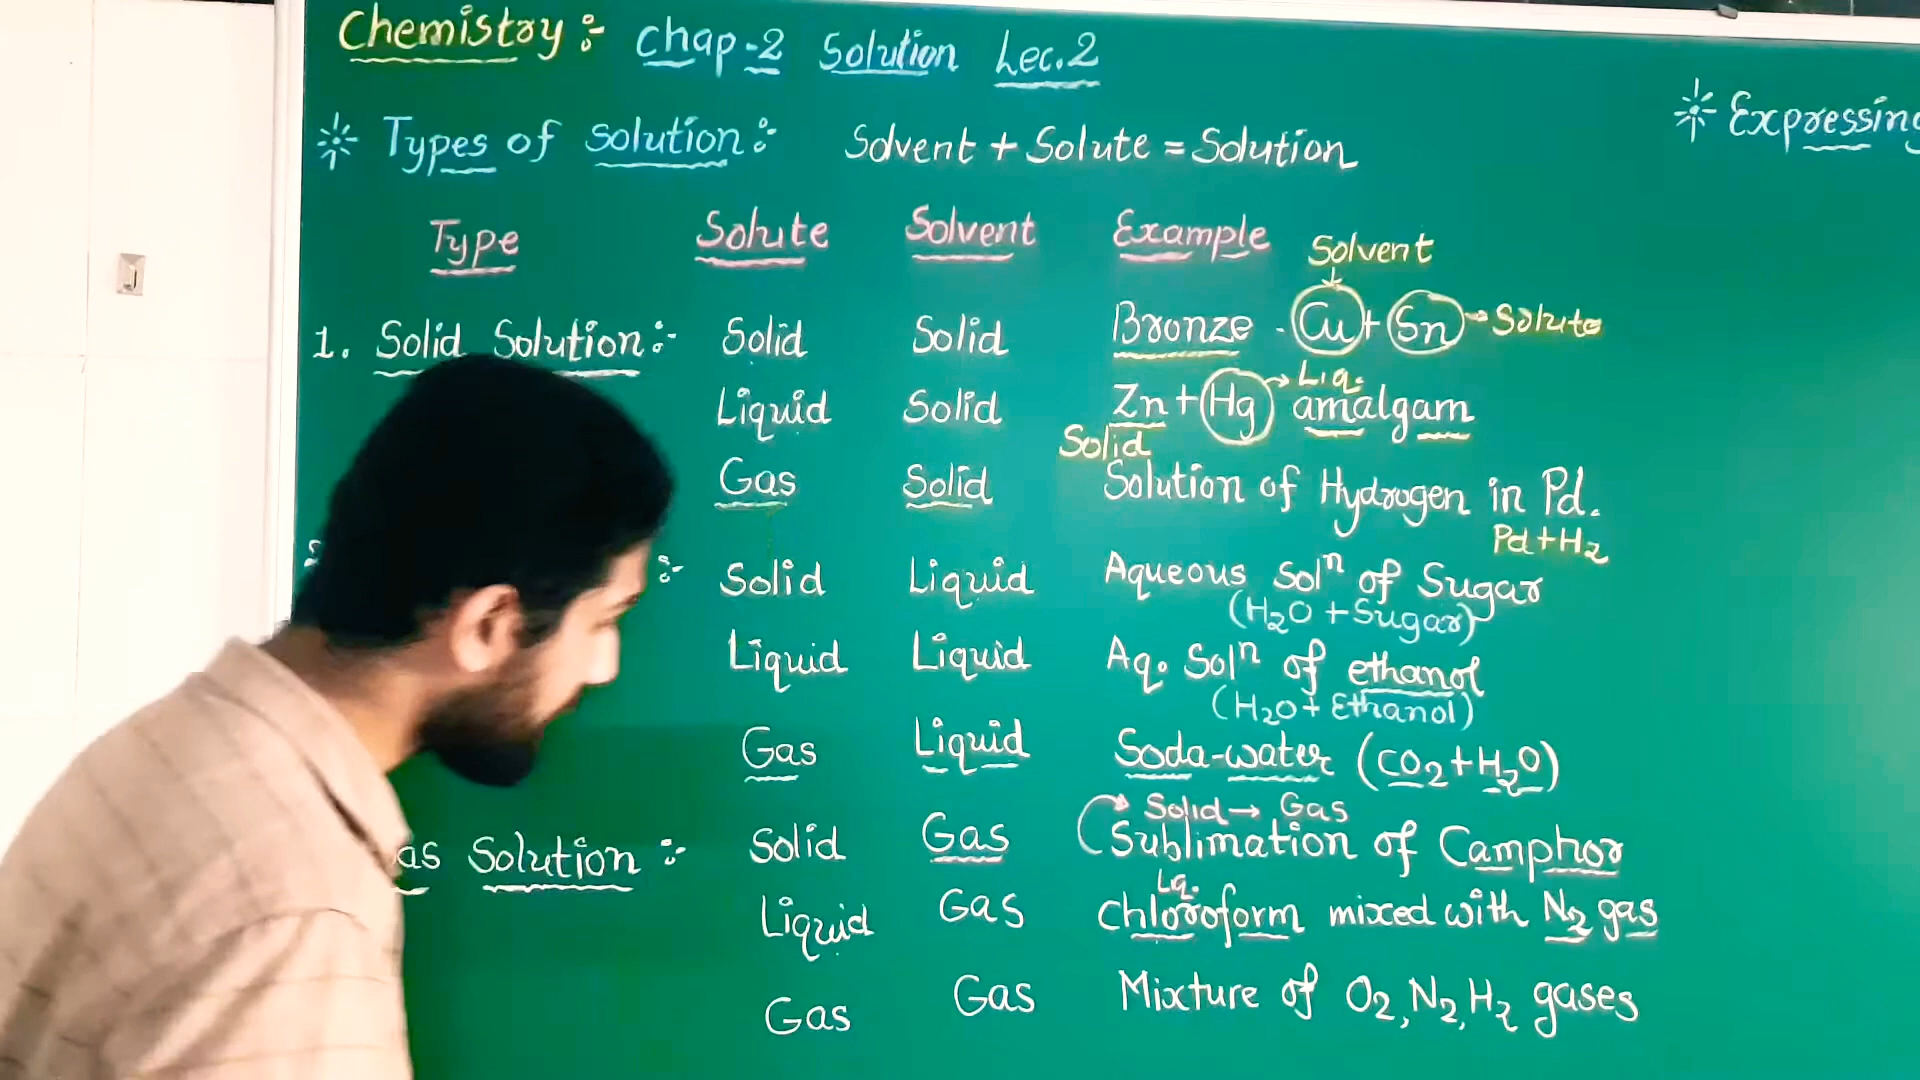 Chemistry :- Chap-2 Solution Lec.2
* Types of solution :- Solvent + Solute = Solution
* Expressing
Type Solute Solvent Example
Solvent
1. Solid Solution :- Solid Solid Bronze - Cu + Sn → Solute
→ Liq.
Liquid Solid Zn + Hg amalgam
Solid
Gas Solid Solution of Hydrogen in Pd.
Pd + H2
:- Solid Liquid Aqueous Solⁿ of Sugar
(H2O + Sugar)
Liquid Liquid Aq. Solⁿ of ethanol
(H2O + Ethanol)
Gas Liquid Soda-water (CO2 + H2O)
Solid → Gas
as Solution :- Solid Gas Sublimation of Camphor
Lq.
Liquid Gas chloroform mixed with N2 gas
Gas Gas Mixture of O2, N2, H2 gases